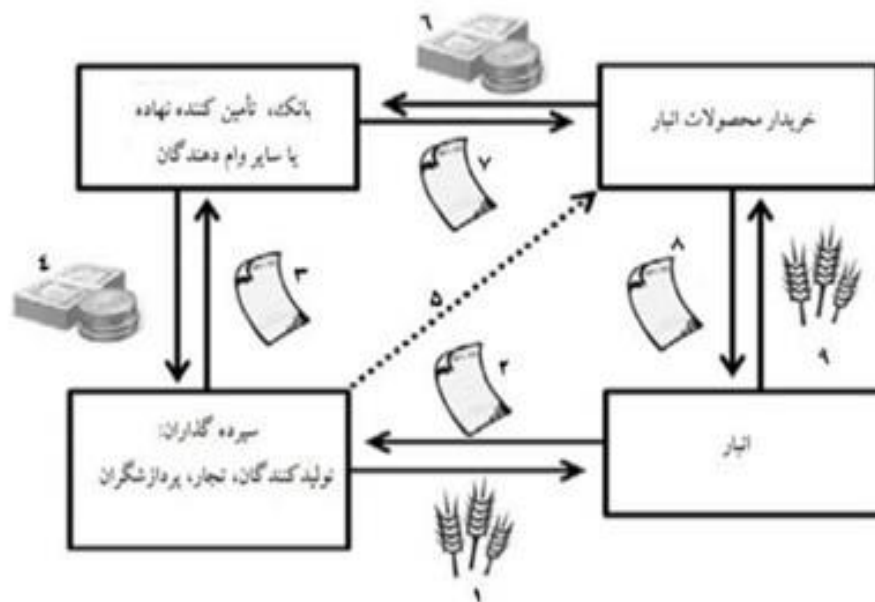 ۶
بانک، تأمین کننده نهاده
یا سایر وام دهندگان
خریدار محصولات انبار
۷
۴
۳
۸
۵
۹
۲
سپرده گذاران:
تولیدکنندگان، تجار، پردازشگران
انبار
۱